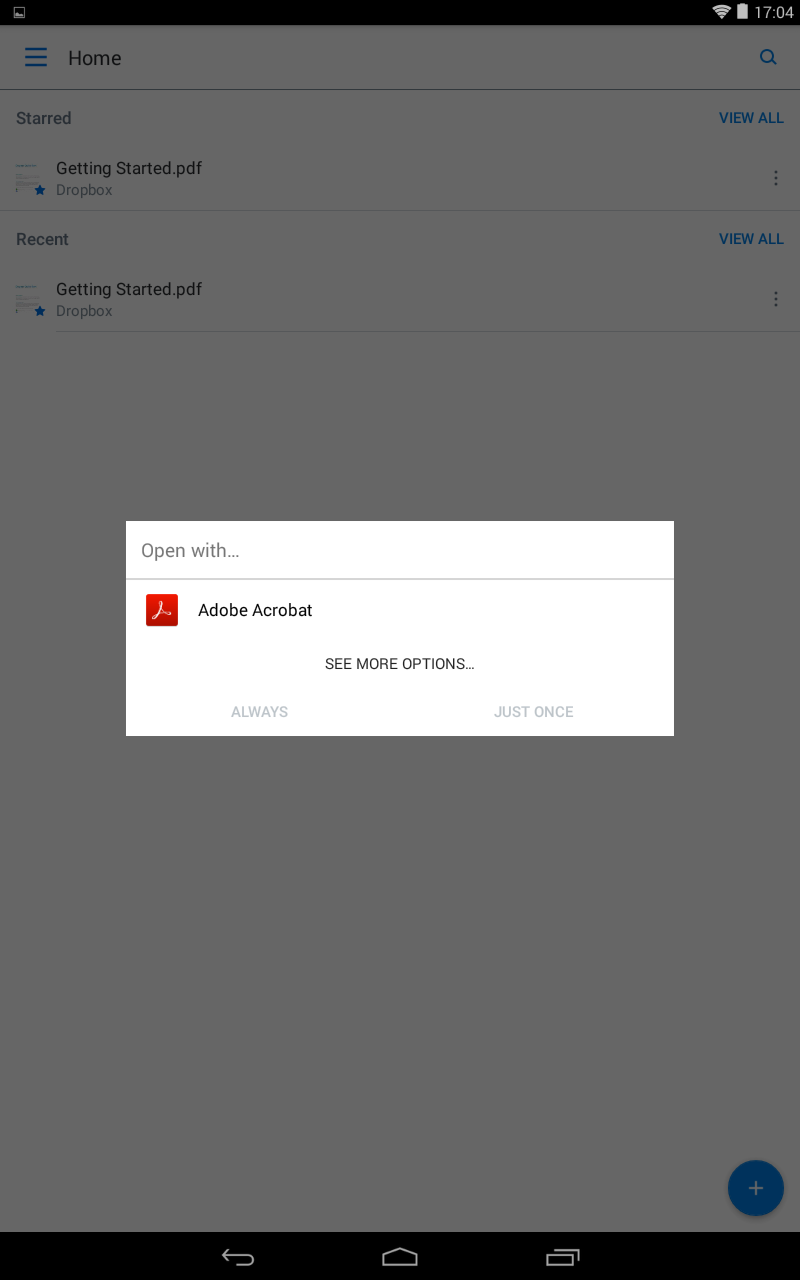 17:04
Home
Starred
VIEW ALL
Getting Started.pdf
Dropbox
Recent
VIEW ALL
Getting Started.pdf
Dropbox
Open with…
Adobe Acrobat
SEE MORE OPTIONS…
ALWAYS
JUST ONCE